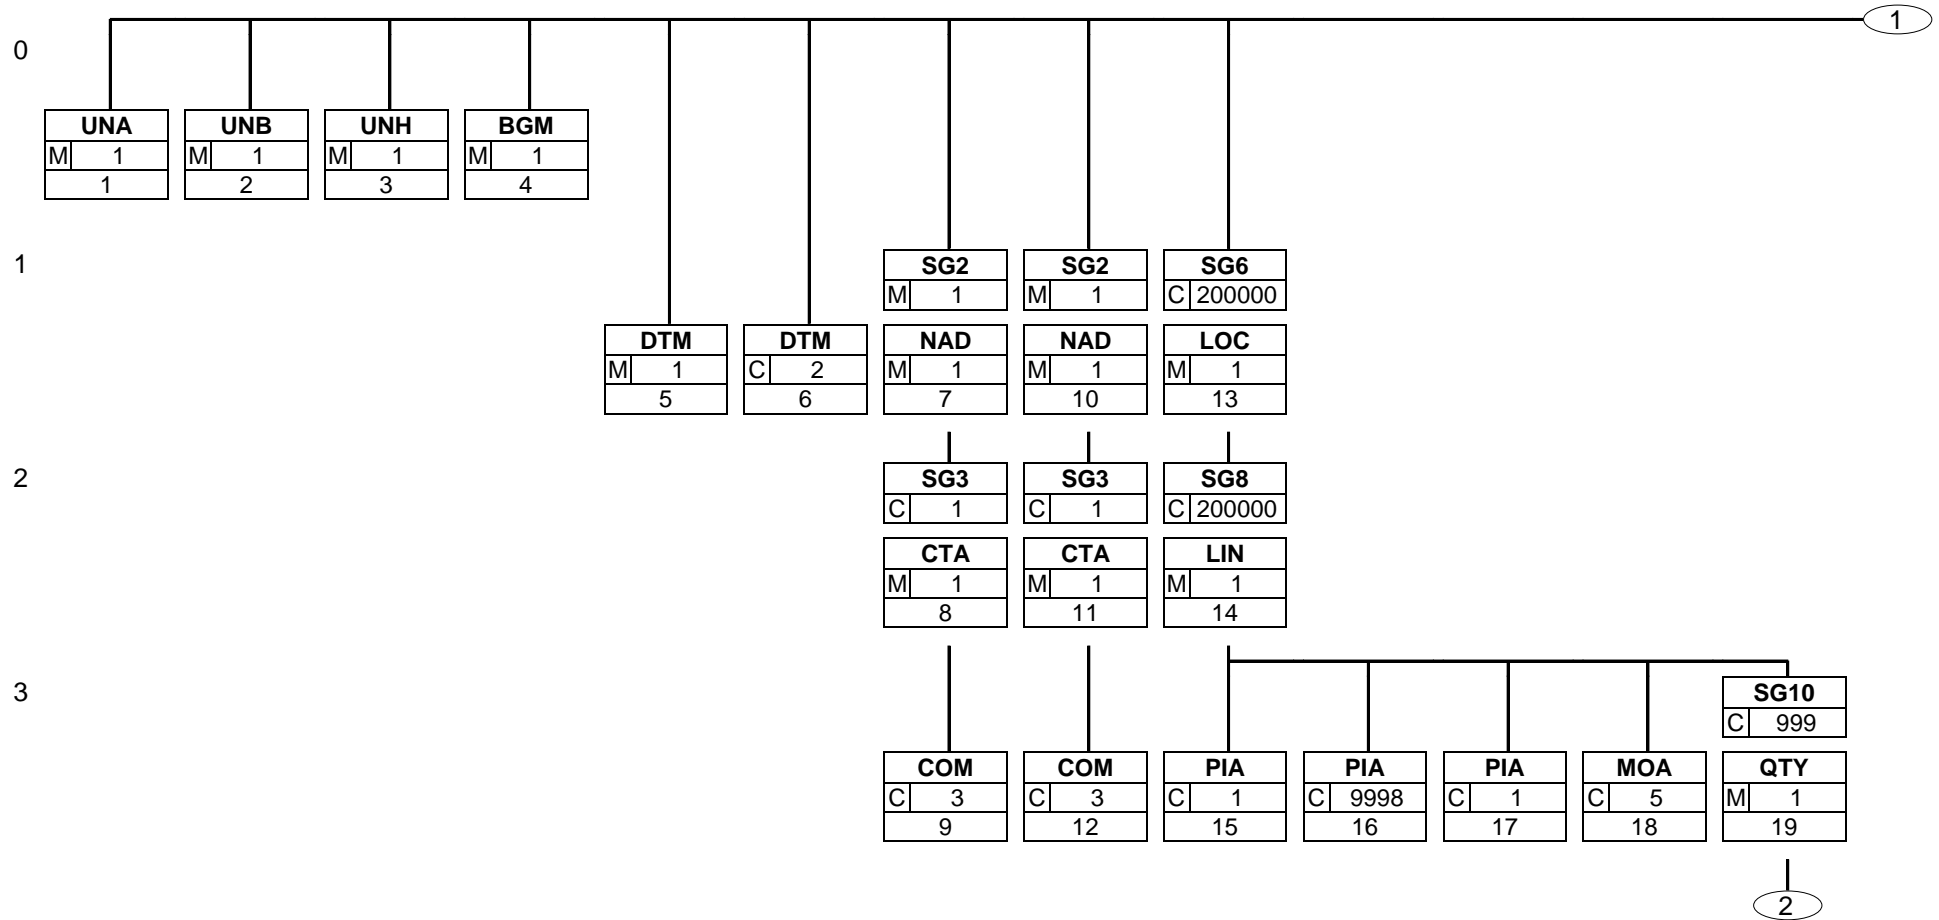 1
0
UNA UNB UNH BGM
M 1 M 1 M 1 M 1
1 2 3 4
1
SG2 SG2 SG6
M 1 M 1 C 200000
DTM DTM NAD NAD LOC
M 1 C 2 M 1 M 1 M 1
5 6 7 10 13
2
SG3 SG3 SG8
C 1 C 1 C 200000
CTA CTA LIN
M 1 M 1 M 1
8 11 14
3
SG10
C 999
COM COM PIA PIA PIA MOA QTY
C 3 C 3 C 1 C 9998 C 1 C 5 M 1
9 12 15 16 17 18 19
2